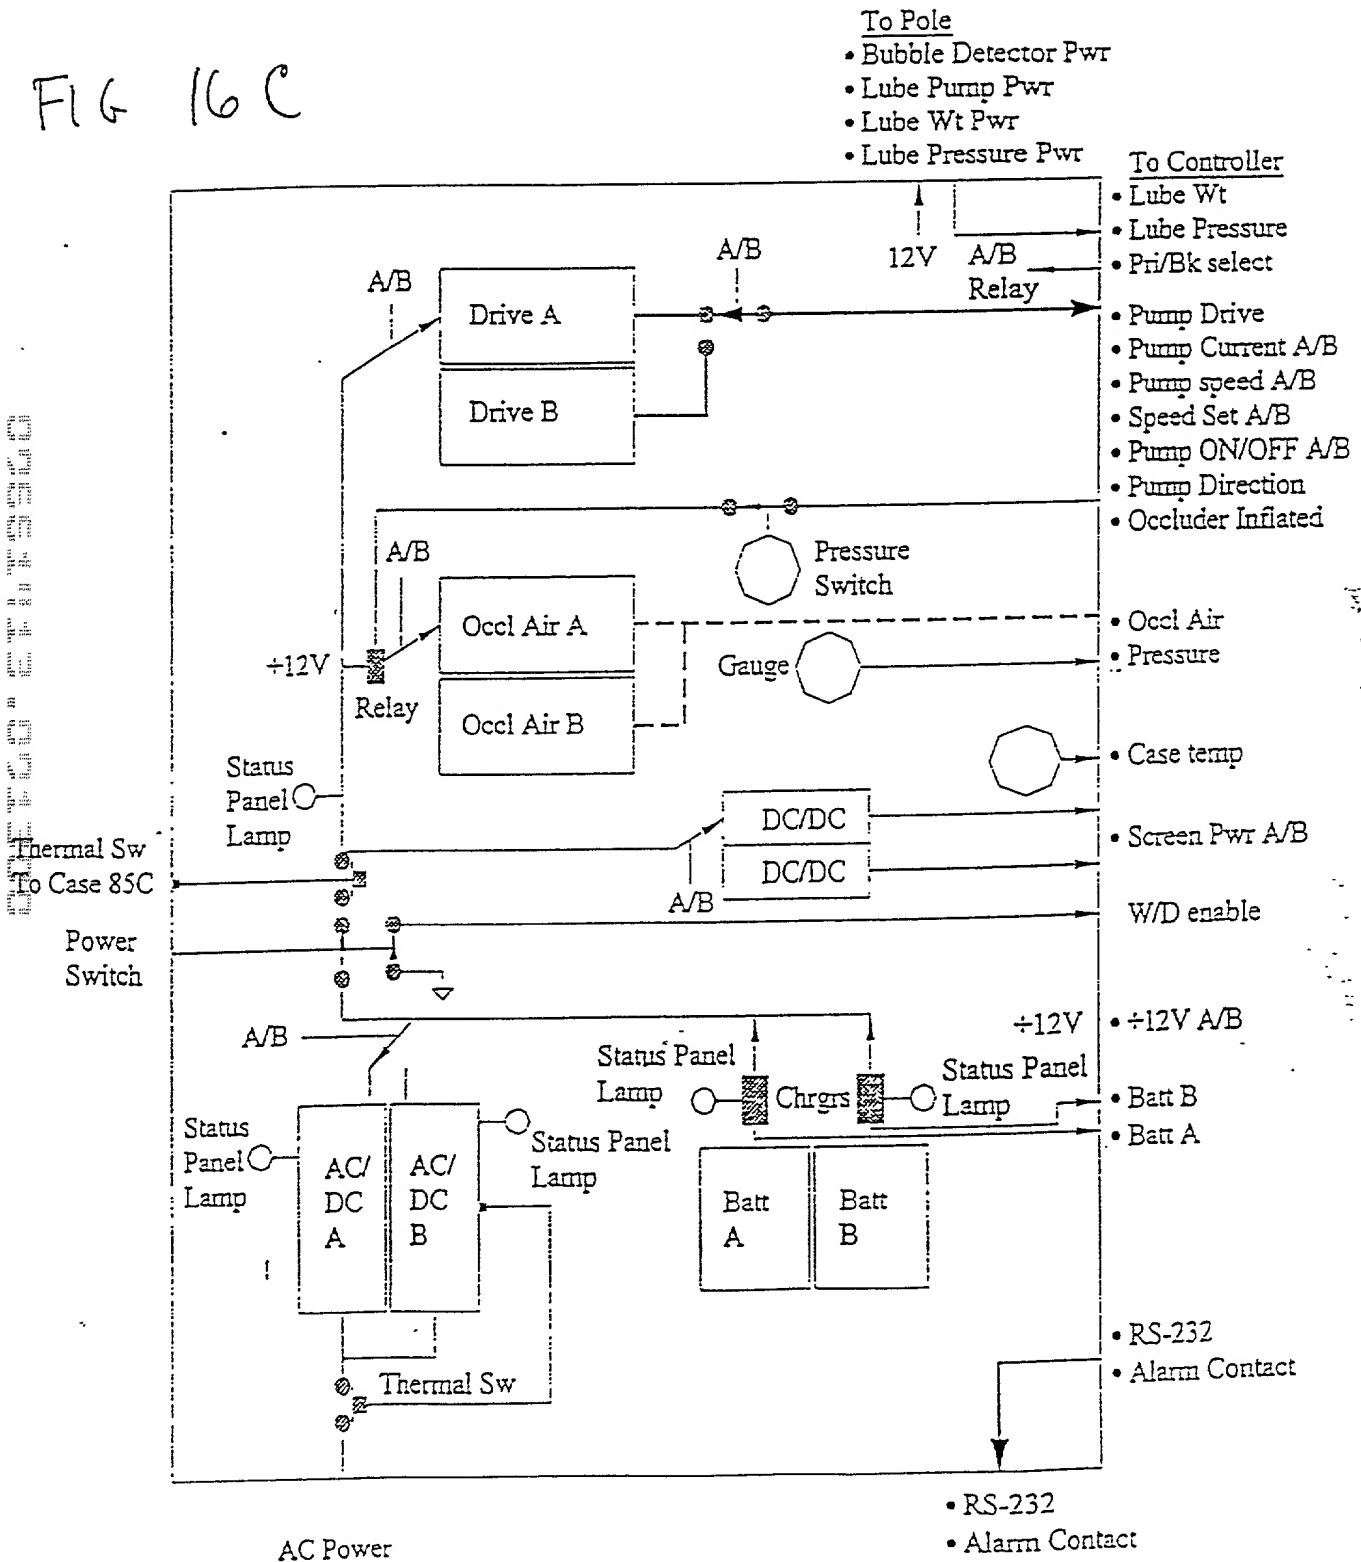 FIG 16C
To Pole
• Bubble Detector Pwr
• Lube Pump Pwr
• Lube Wt Pwr
• Lube Pressure Pwr
To Controller
• Lube Wt
• Lube Pressure
• Pri/Bk select
12V
A/B
Relay
A/B
A/B
Drive A
Drive B
• Pump Drive
• Pump Current A/B
• Pump speed A/B
• Speed Set A/B
• Pump ON/OFF A/B
• Pump Direction
• Occluder Inflated
A/B
Pressure
Switch
Occl Air A
Occl Air B
÷12V
Relay
Gauge
• Occl Air
• Pressure
• Case temp
Status
Panel
Lamp
DC/DC
DC/DC
A/B
• Screen Pwr A/B
Thermal Sw
To Case 85C
W/D enable
Power
Switch
A/B
÷12V
• ÷12V A/B
Status Panel
Lamp
Chrgrs
Status Panel
Lamp
• Batt B
• Batt A
Status
Panel
Lamp
AC/
DC
A
AC/
DC
B
Status Panel
Lamp
Batt
A
Batt
B
Thermal Sw
• RS-232
• Alarm Contact
AC Power
• RS-232
• Alarm Contact